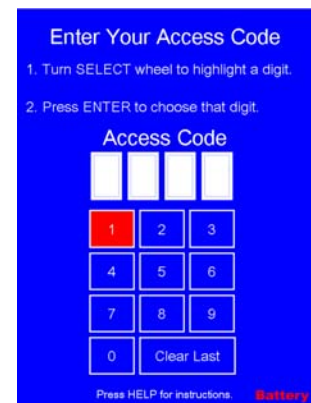 Enter Your Access Code
1. Turn SELECT wheel to highlight a digit.
2. Press ENTER to choose that digit.
Access Code
1 2 3
4 5 6
7 8 9
0 Clear Last
Press HELP for instructions. Battery